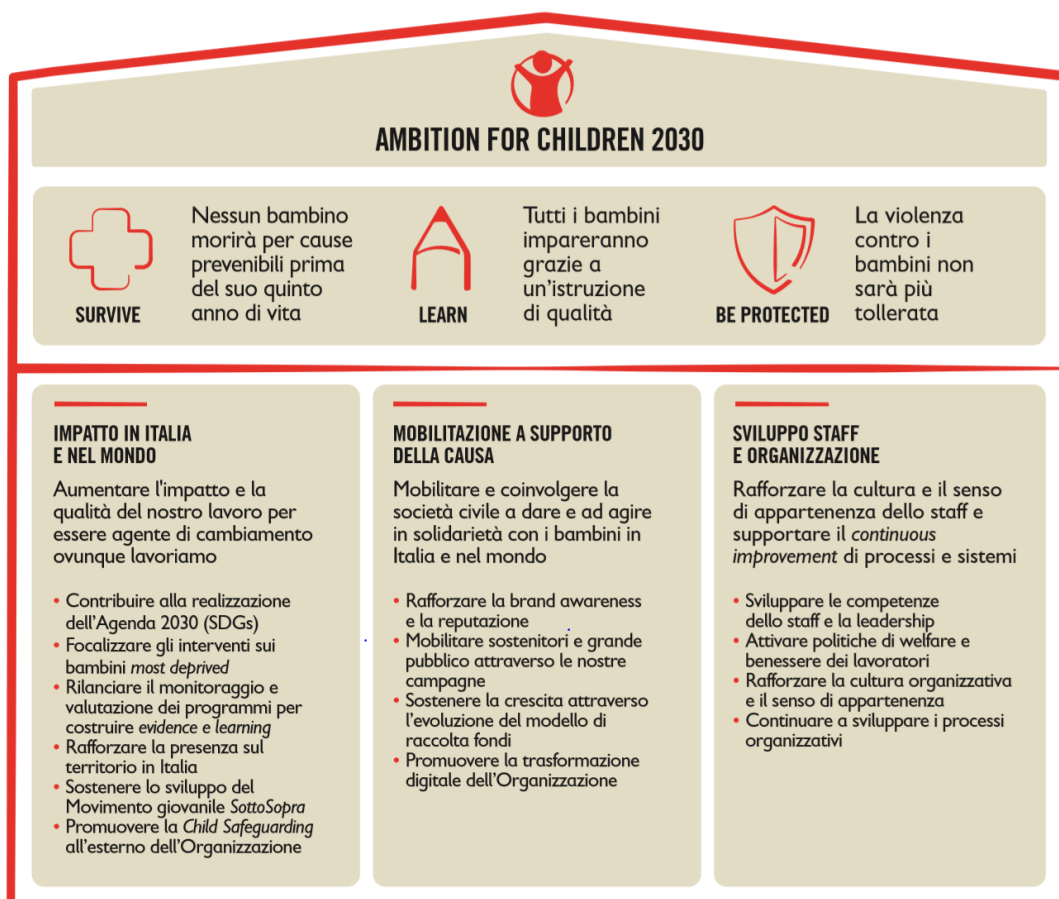 AMBITION FOR CHILDREN 2030
SURVIVE
Nessun bambino
morirà per cause
prevenibili prima
del suo quinto
anno di vita
LEARN
Tutti i bambini
impareranno
grazie a
un'istruzione
di qualità
BE PROTECTED
La violenza
contro i
bambini non
sarà più
tollerata
IMPATTO IN ITALIA
E NEL MONDO
Aumentare l'impatto e la
qualità del nostro lavoro per
essere agente di cambiamento
ovunque lavoriamo
• Contribuire alla realizzazione
dell'Agenda 2030 (SDGs)
• Focalizzare gli interventi sui
bambini most deprived
• Rilanciare il monitoraggio e
valutazione dei programmi per
costruire evidence e learning
• Rafforzare la presenza sul
territorio in Italia
• Sostenere lo sviluppo del
Movimento giovanile SottoSopra
• Promuovere la Child Safeguarding
all'esterno dell'Organizzazione
MOBILITAZIONE A SUPPORTO
DELLA CAUSA
Mobilitare e coinvolgere la
società civile a dare e ad agire
in solidarietà con i bambini in
Italia e nel mondo
• Rafforzare la brand awareness
e la reputazione
• Mobilitare sostenitori e grande
pubblico attraverso le nostre
campagne
• Sostenere la crescita attraverso
l'evoluzione del modello di
raccolta fondi
• Promuovere la trasformazione
digitale dell'Organizzazione
SVILUPPO STAFF
E ORGANIZZAZIONE
Rafforzare la cultura e il senso
di appartenenza dello staff e
supportare il continuous
improvement di processi e sistemi
• Sviluppare le competenze
dello staff e la leadership
• Attivare politiche di welfare e
benessere dei lavoratori
• Rafforzare la cultura organizzativa
e il senso di appartenenza
• Continuare a sviluppare i processi
organizzativi